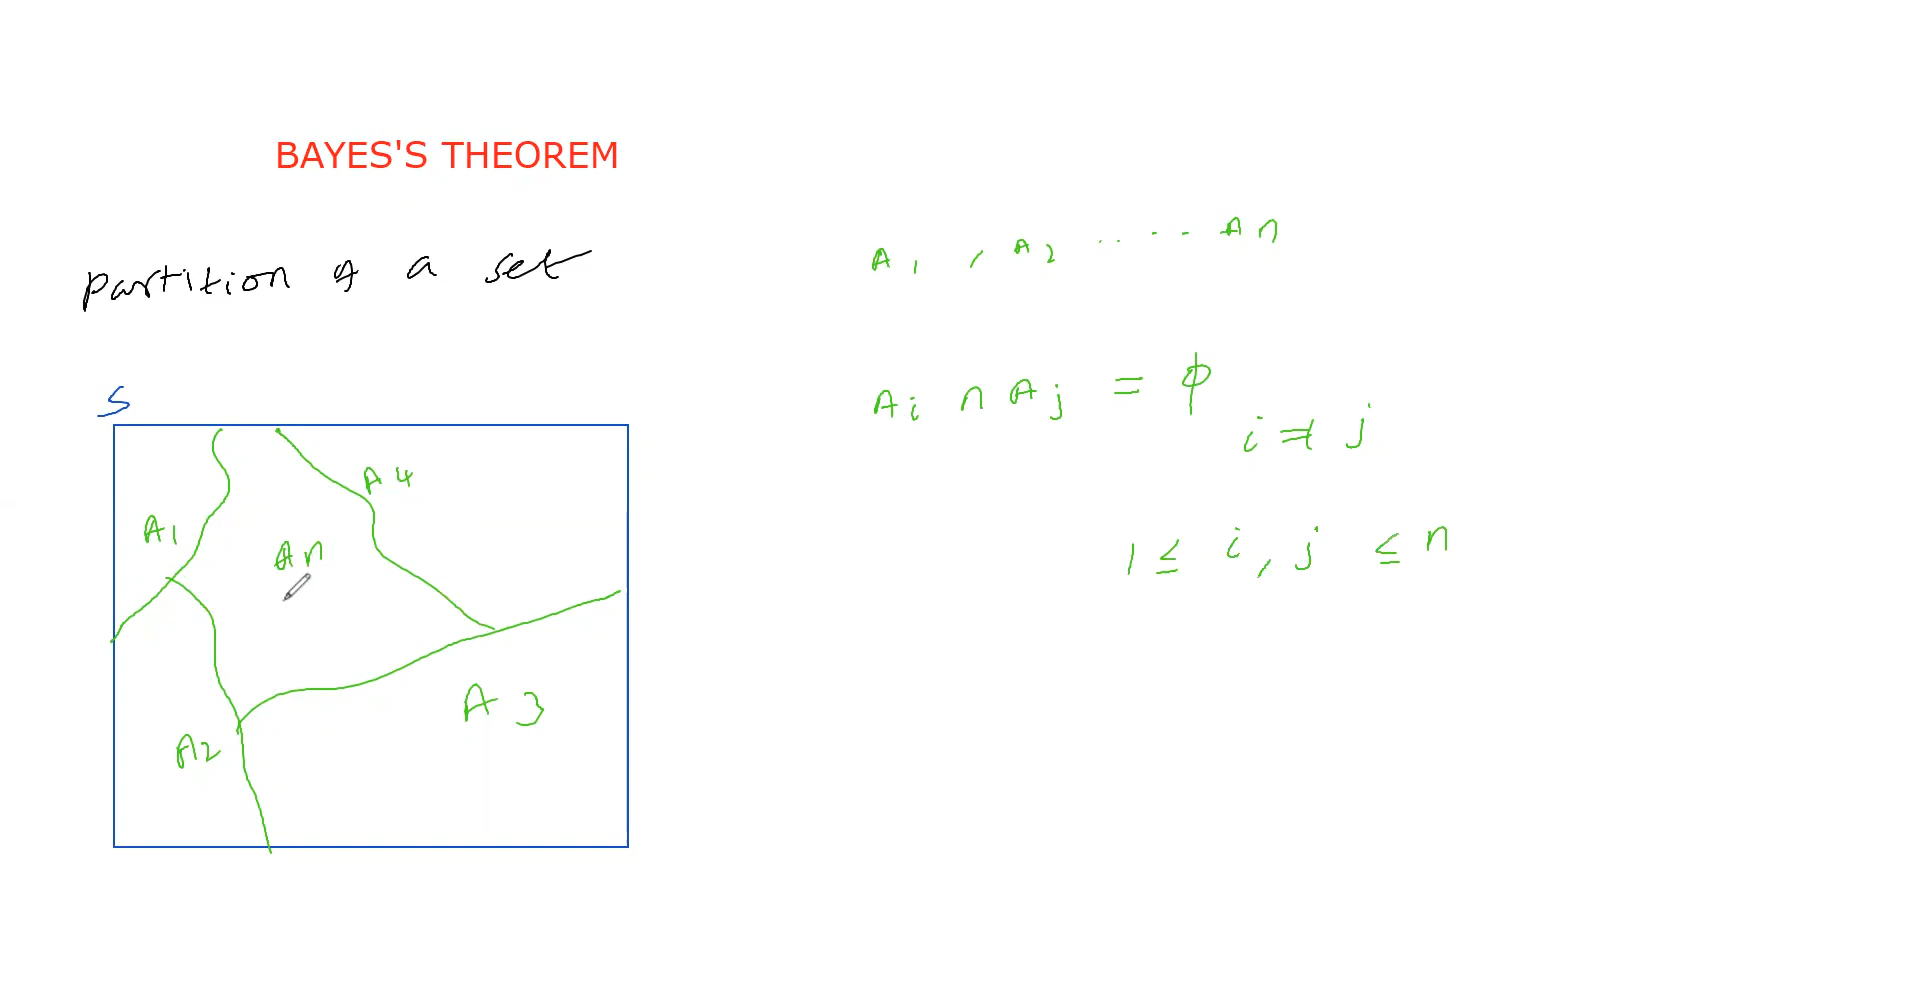 BAYES'S THEOREM
partition of a set
A1 , A2 ........ An
S
Ai ∩ Aj = ϕ
i ≠ j
A4
A1
An
1 ≤ i, j ≤ n
A3
A2